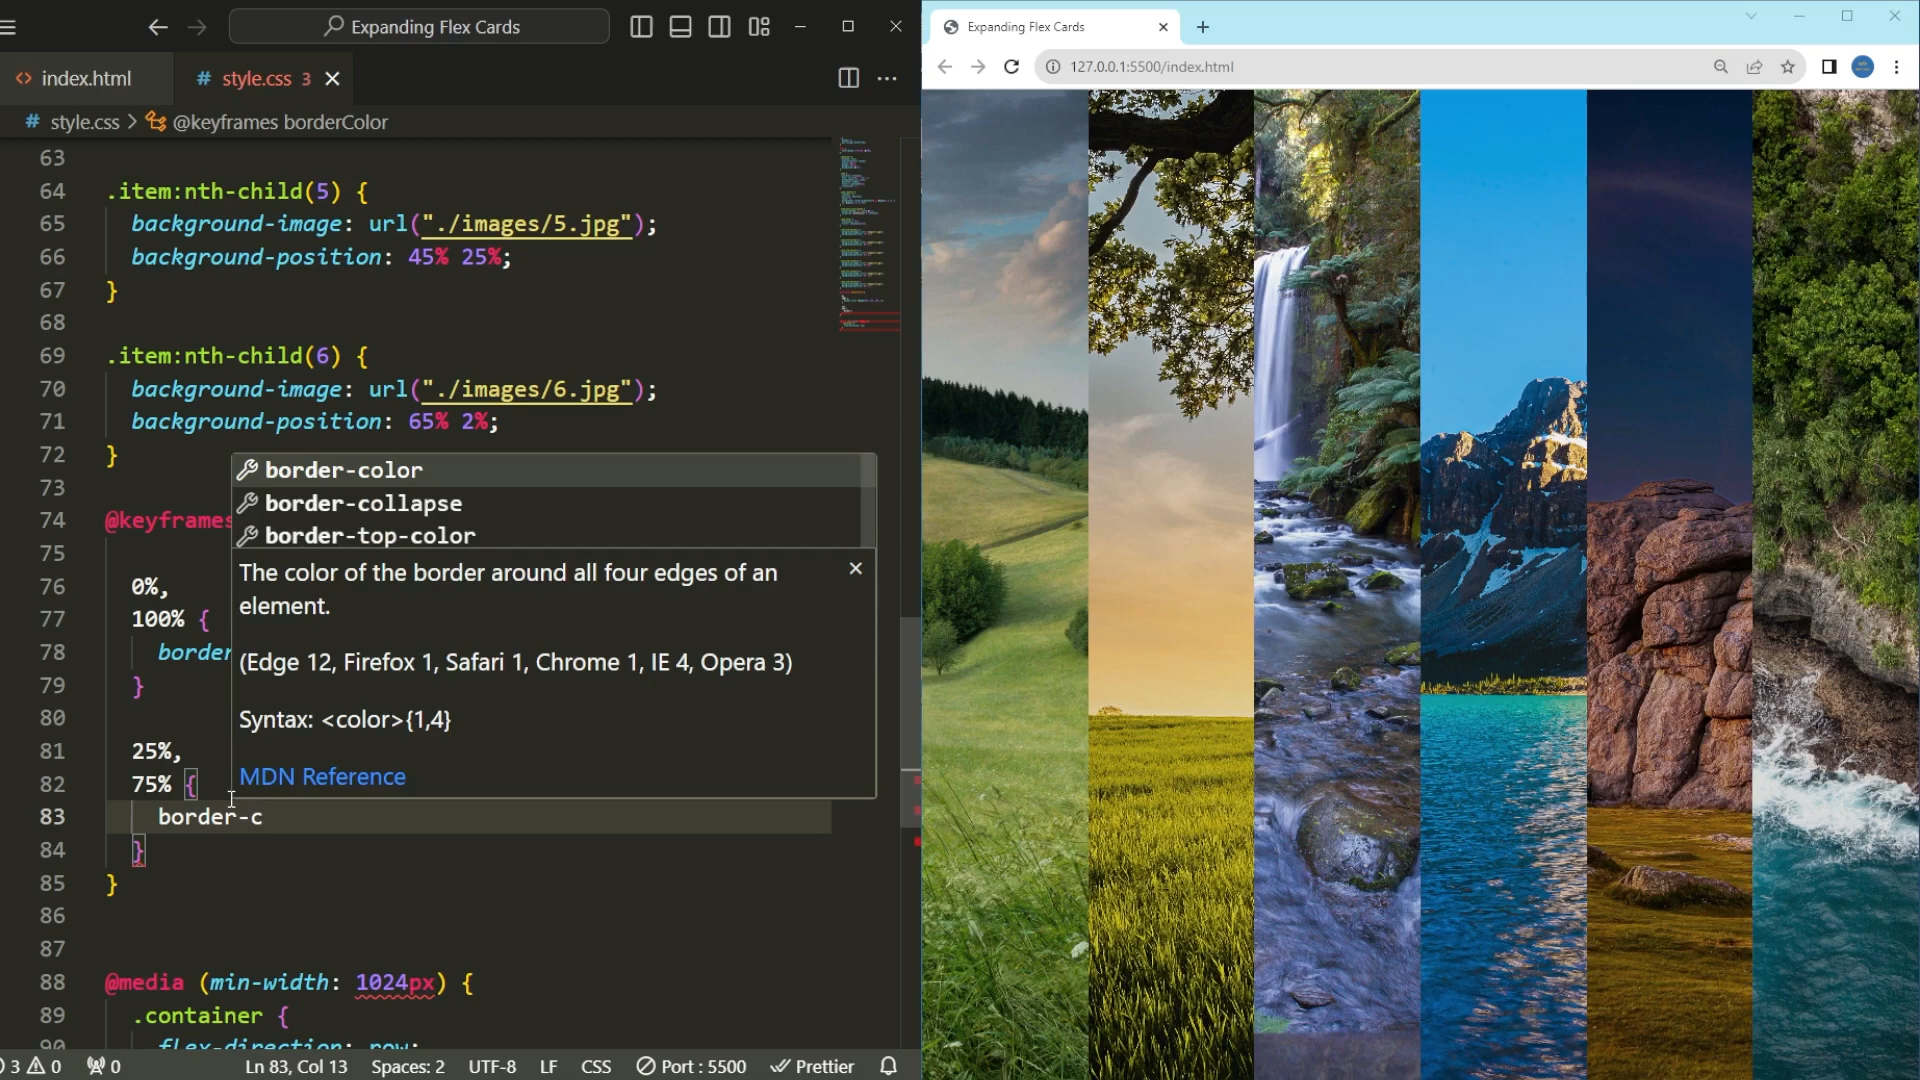 Expanding Flex Cards
index.html
style.css 3
# style.css > @keyframes borderColor
63
64 .item:nth-child(5) {
65 background-image: url("./images/5.jpg");
66 background-position: 45% 25%;
67 }
68
69 .item:nth-child(6) {
70 background-image: url("./images/6.jpg");
71 background-position: 65% 2%;
72 }
73
74 @keyframes
75
76 0%,
77 100% {
78 border
79 }
80
81 25%,
82 75% {
83 border-c
84 }
85 }
86
87
88 @media (min-width: 1024px) {
89 .container {
90 flex-direction: row;
border-color
border-collapse
border-top-color
The color of the border around all four edges of an
element.
(Edge 12, Firefox 1, Safari 1, Chrome 1, IE 4, Opera 3)
Syntax: <color>{1,4}
MDN Reference
3 0 0 Ln 83, Col 13 Spaces: 2 UTF-8 LF CSS Port : 5500 Prettier
Expanding Flex Cards
127.0.0.1:5500/index.html